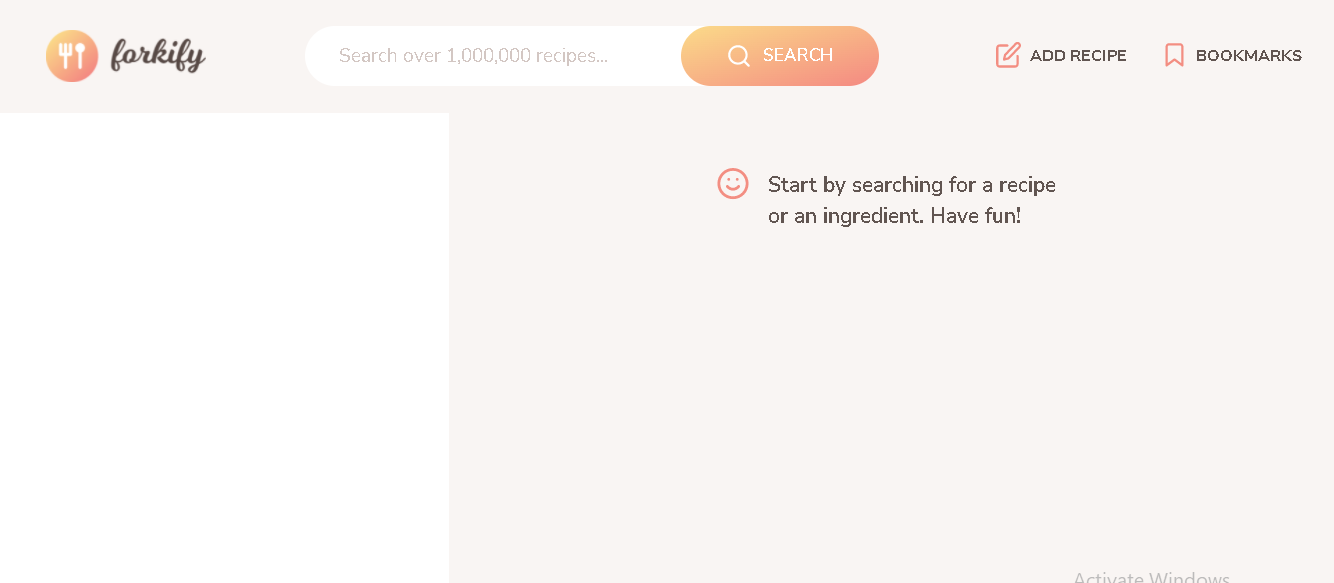 forkify
Search over 1,000,000 recipes...
SEARCH
ADD RECIPE
BOOKMARKS
Start by searching for a recipe
or an ingredient. Have fun!
Activate Windows